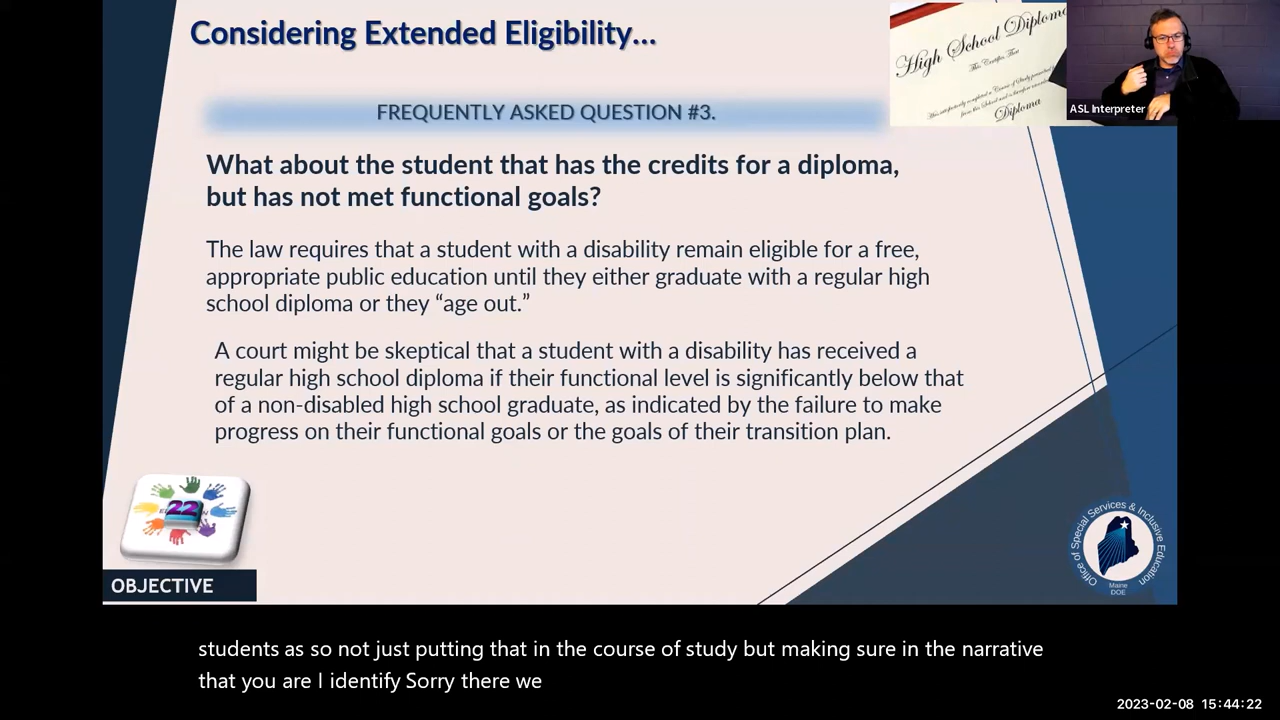 Considering Extended Eligibility...
High School Diploma
This Certifies That
Diploma
ASL Interpreter
FREQUENTLY ASKED QUESTION #3.
What about the student that has the credits for a diploma,
but has not met functional goals?
The law requires that a student with a disability remain eligible for a free,
appropriate public education until they either graduate with a regular high
school diploma or they “age out.”
A court might be skeptical that a student with a disability has received a
regular high school diploma if their functional level is significantly below that
of a non-disabled high school graduate, as indicated by the failure to make
progress on their functional goals or the goals of their transition plan.
22
OBJECTIVE
Office of Special Services & Inclusive Education
Maine
DOE
students as so not just putting that in the course of study but making sure in the narrative
that you are I identify Sorry there we
2023-02-08 15:44:22